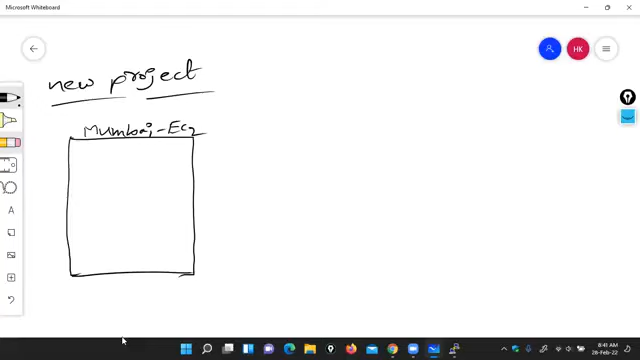 Microsoft Whiteboard
HK
new project
Mumbai-EC2
A
8:41 AM
28-Feb-22